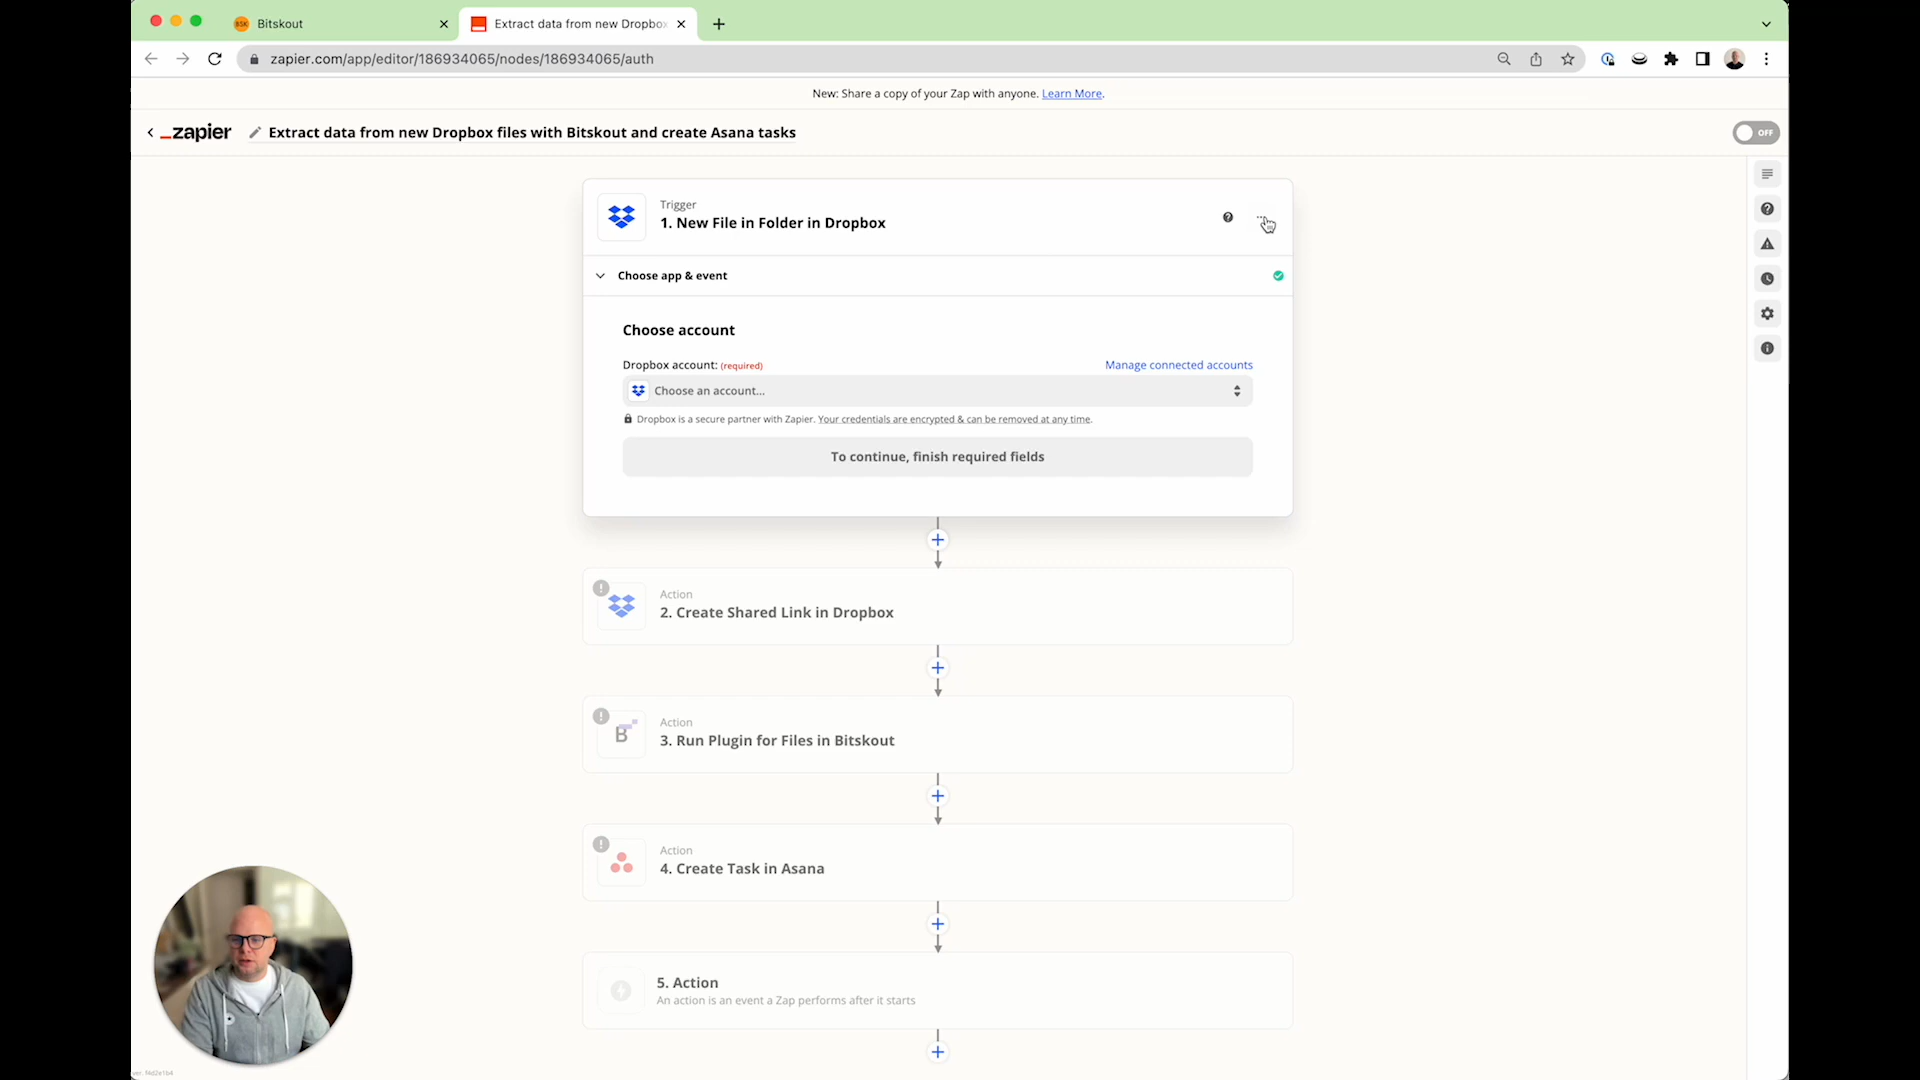 BSK Bitskout
Extract data from new Dropbox
zapier.com/app/editor/186934065/nodes/186934065/auth
New: Share a copy of your Zap with anyone. Learn More.
_zapier
Extract data from new Dropbox files with Bitskout and create Asana tasks
OFF
Trigger
1. New File in Folder in Dropbox
Choose app & event
Choose account
Dropbox account: (required)
Manage connected accounts
Choose an account...
Dropbox is a secure partner with Zapier. Your credentials are encrypted & can be removed at any time.
To continue, finish required fields
Action
2. Create Shared Link in Dropbox
Action
3. Run Plugin for Files in Bitskout
Action
4. Create Task in Asana
5. Action
An action is an event a Zap performs after it starts